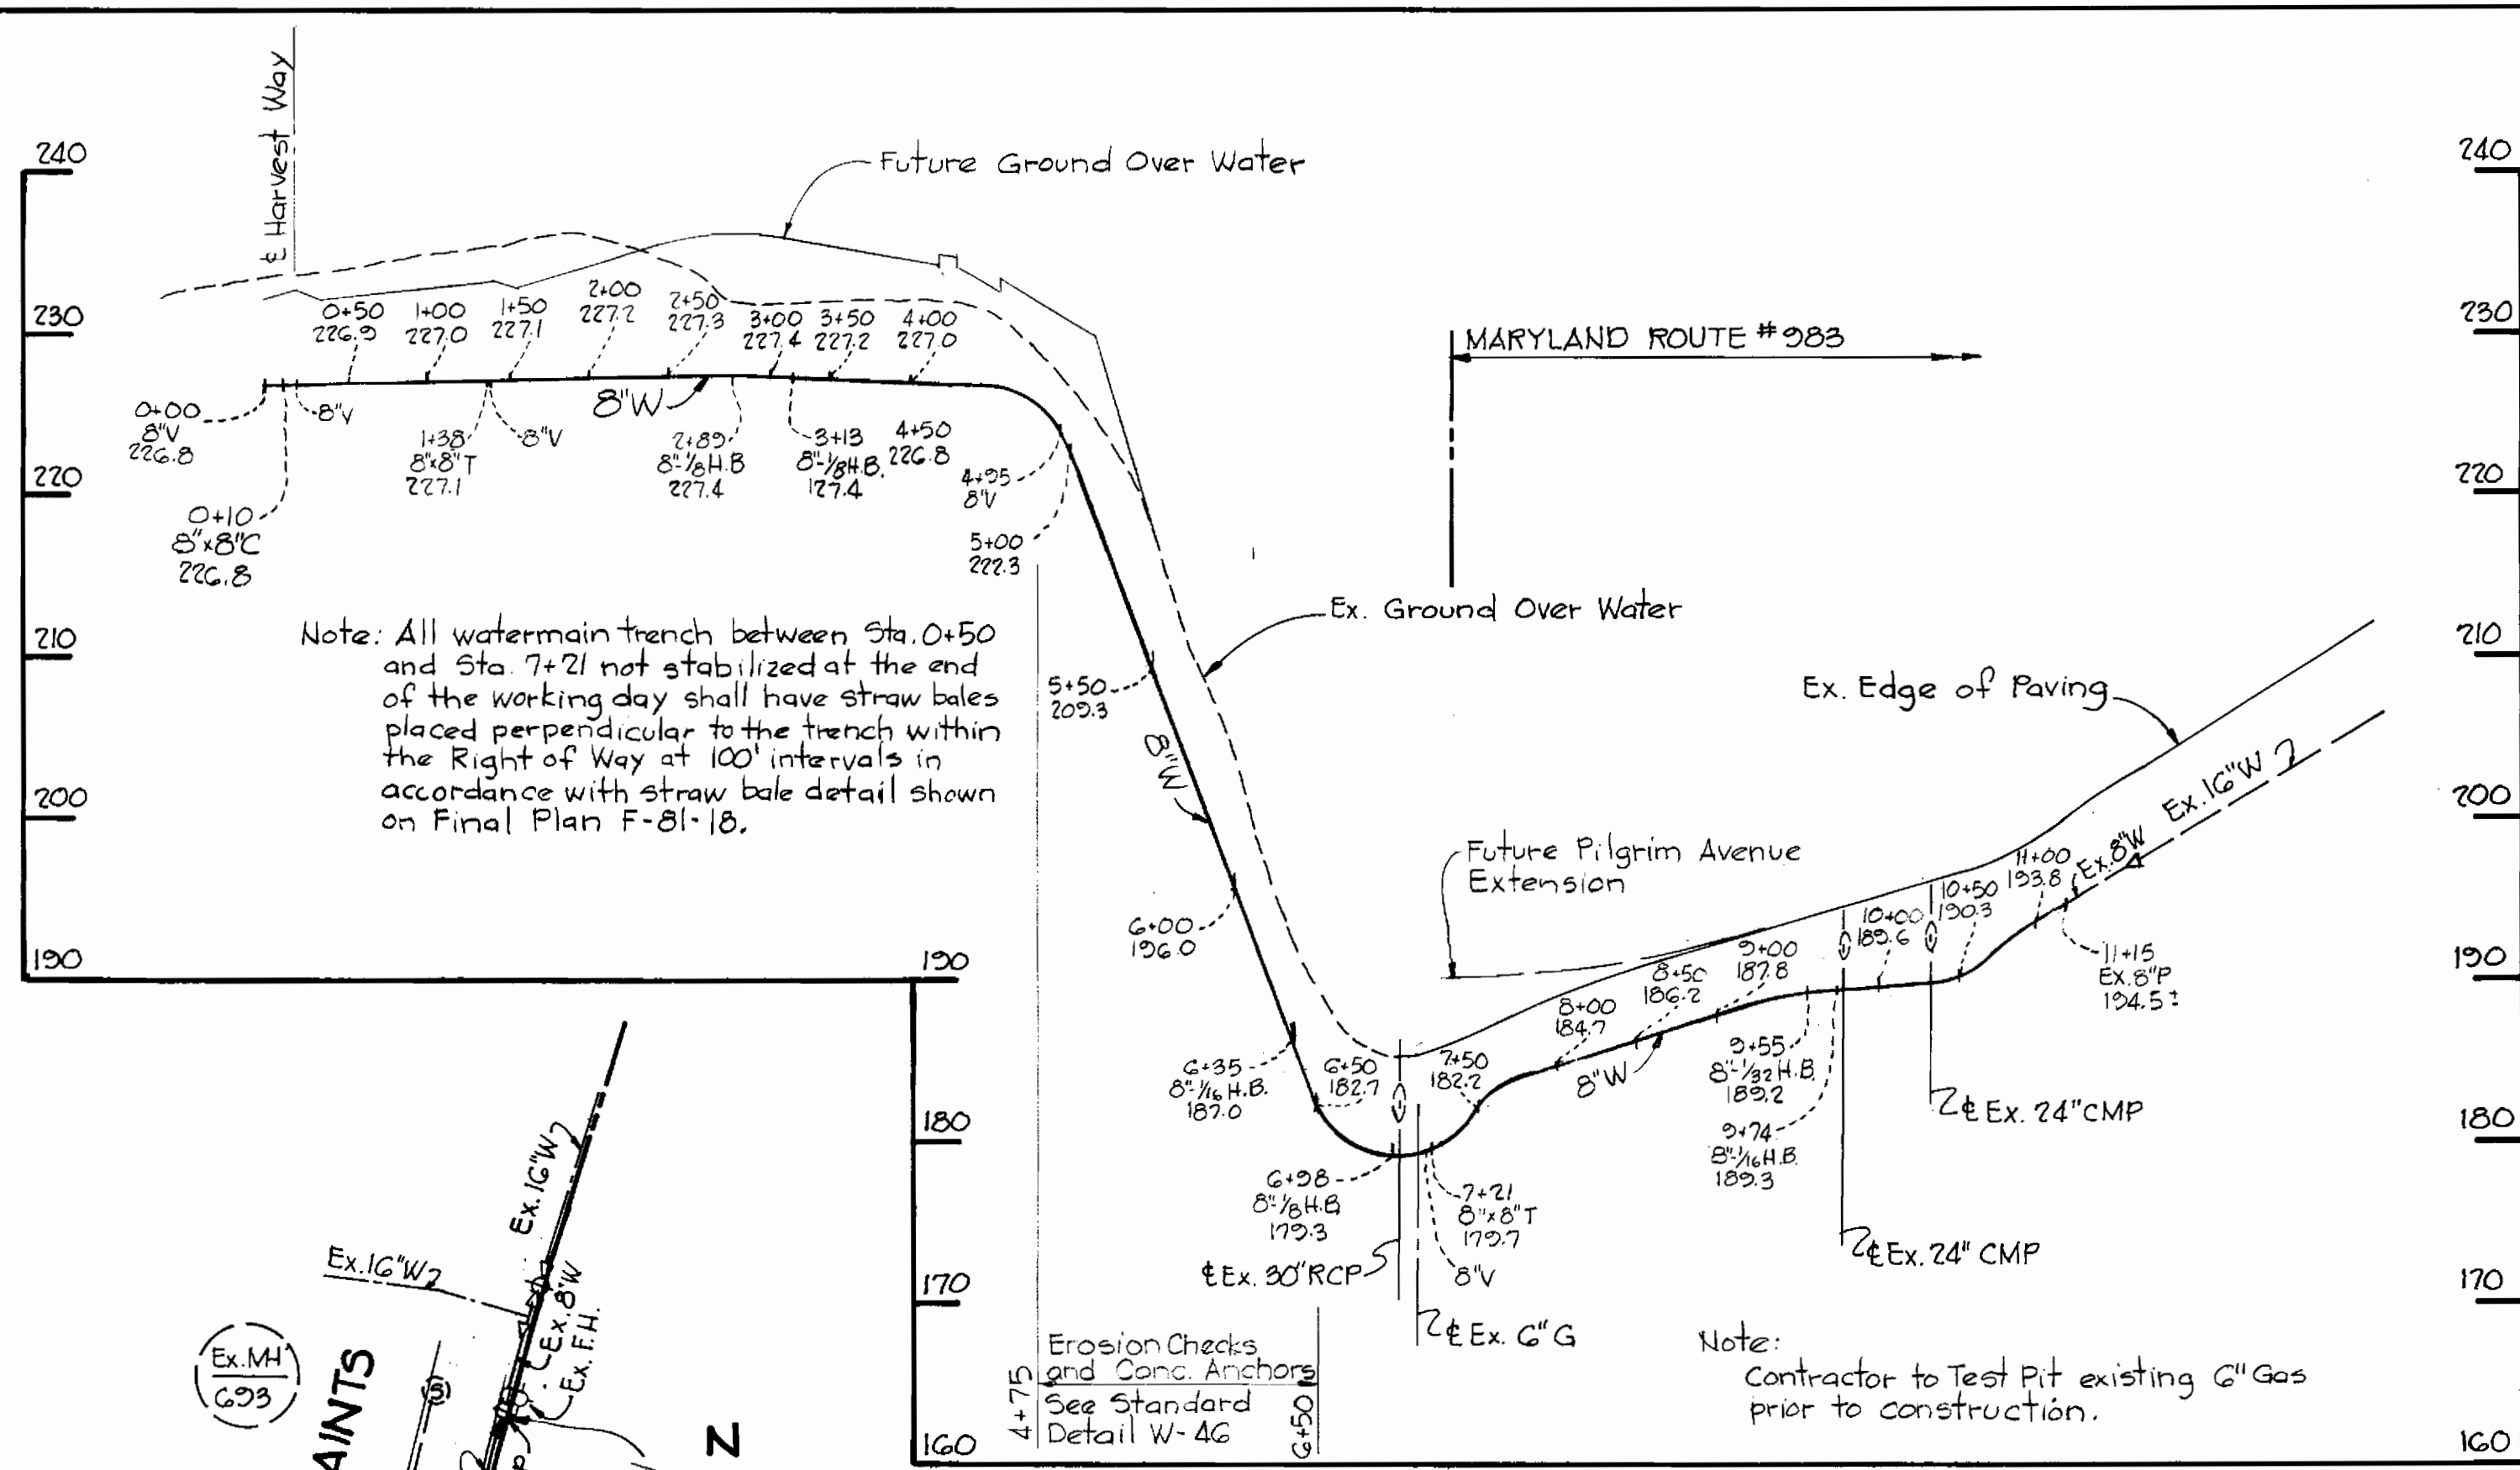 ℄ Harvest Way
240
230
220
210
200
190
240
230
220
210
200
190
180
170
160
190
180
170
160
Future Ground Over Water
0+50
226.9
1+00
227.0
1+50
227.1
2+00
227.2
2+50
227.3
3+00
227.4
3+50
227.2
4+00
227.0
8"W
0+00
8"V
226.8
8"V
0+10
8"x8"C
226.8
1+38
8"x8"T
227.1
8"V
2+89
8"-1/8 H.B
227.4
3+13
8"-1/8 H.B.
127.4
4+50
226.8
4+95
8"V
5+00
222.3
MARYLAND ROUTE #983
Ex. Ground Over Water
Note: All watermain trench between Sta. 0+50
and Sta. 7+21 not stabilized at the end
of the working day shall have straw bales
placed perpendicular to the trench within
the Right of Way at 100' intervals in
accordance with straw bale detail shown
on Final Plan F-81-18.
5+50
209.3
8"W
6+00
196.0
Ex. Edge of Paving
Ex. 16"W
Ex. 8"W
Future Pilgrim Avenue
Extension
6+35
8"-1/16 H.B.
187.0
6+50
182.7
7+50
182.2
8+00
184.7
8+50
186.2
9+00
187.8
10+00
189.6
10+50
190.3
11+00
193.8
11+15
Ex. 8"P
194.5±
8"W
9+55
8"-1/32 H.B.
189.2
9+74
8"-1/16 H.B.
189.3
℄ Ex. 24" CMP
℄ Ex. 24" CMP
6+98
8"-1/8 H.B
179.3
7+21
8"x8"T
179.7
8"V
℄ Ex. 30" RCP
℄ Ex. 6" G
4+75
Erosion Checks
and Conc. Anchors
See Standard
Detail W-46
6+50
Note:
Contractor to Test Pit existing 6" Gas
prior to construction.
Ex. 16"W
Ex. 16"W
Ex. 8"W
Ex. F.H.
Ex. MH
693
S
AINTS
N